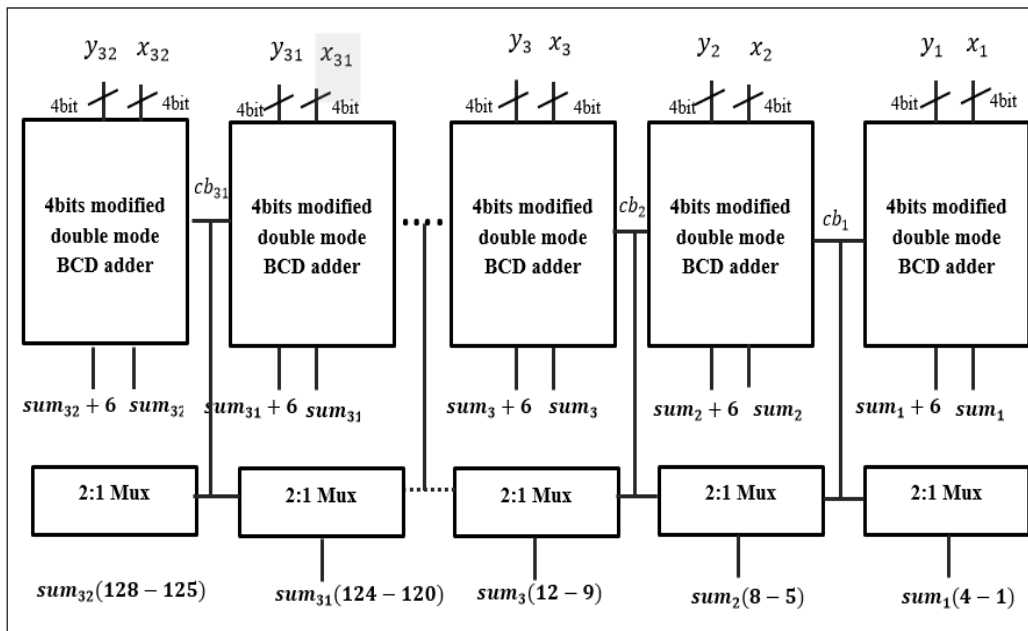 y₃₂ x₃₂ y₃₁ x₃₁ y₃ x₃ y₂ x₂ y₁ x₁
4bit 4bit 4bit 4bit 4bit 4bit 4bit 4bit 4bit 4bit
cb₃₁ cb₂ cb₁
4bits modified 4bits modified 4bits modified 4bits modified 4bits modified
double mode double mode double mode double mode double mode
BCD adder BCD adder BCD adder BCD adder BCD adder
sum₃₂ + 6 sum₃₂ sum₃₁ + 6 sum₃₁ sum₃ + 6 sum₃ sum₂ + 6 sum₂ sum₁ + 6 sum₁
2:1 Mux 2:1 Mux 2:1 Mux 2:1 Mux 2:1 Mux
sum₃₂(128 − 125) sum₃₁(124 − 120) sum₃(12 − 9) sum₂(8 − 5) sum₁(4 − 1)